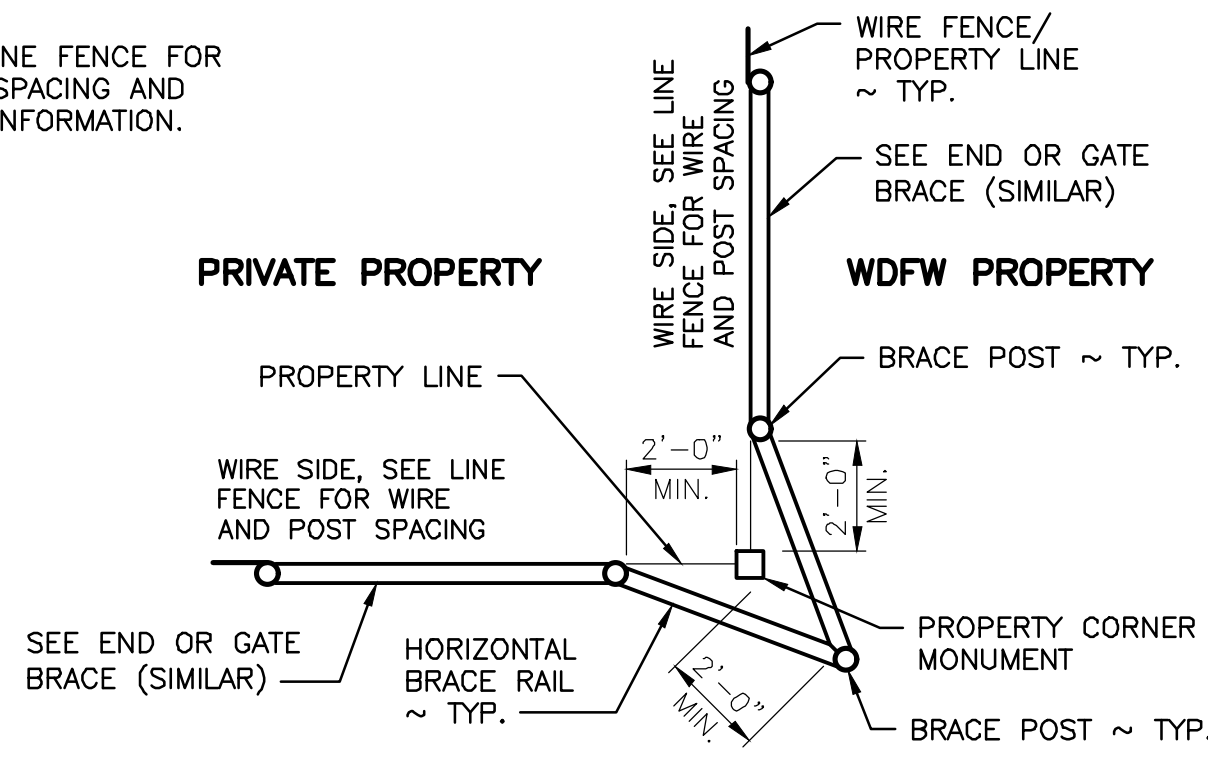 NE FENCE FOR
SPACING AND
NFORMATION.
WIRE FENCE/
PROPERTY LINE
~ TYP.
WIRE SIDE, SEE LINE
FENCE FOR WIRE
AND POST SPACING
SEE END OR GATE
BRACE (SIMILAR)
PRIVATE PROPERTY
WDFW PROPERTY
BRACE POST ~ TYP.
PROPERTY LINE
2'-0"
MIN.
2'-0"
MIN.
WIRE SIDE, SEE LINE
FENCE FOR WIRE
AND POST SPACING
SEE END OR GATE
BRACE (SIMILAR)
HORIZONTAL
BRACE RAIL
~ TYP.
2'-0"
MIN.
PROPERTY CORNER
MONUMENT
BRACE POST ~ TYP.